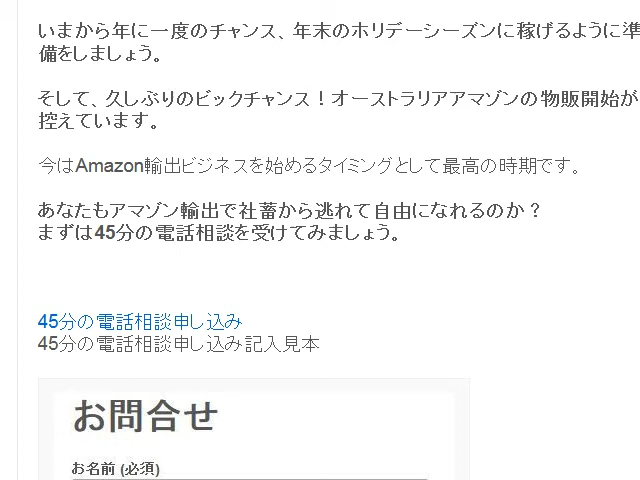 いまから年に一度のチャンス、年末のホリデーシーズンに稼げるように準
備をしましょう。
そして、久しぶりのビックチャンス！オーストラリアアマゾンの物販開始が
控えています。
今はAmazon輸出ビジネスを始めるタイミングとして最高の時期です。
あなたもアマゾン輸出で社蓄から逃れて自由になれるのか？
まずは45分の電話相談を受けてみましょう。
45分の電話相談申し込み
45分の電話相談申し込み記入見本
お問合せ
お名前 (必須)